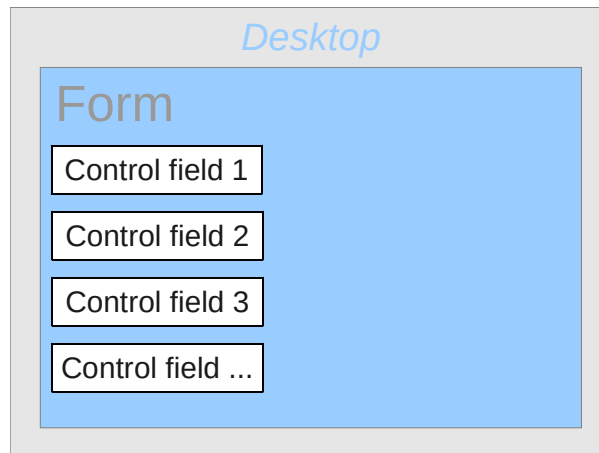 Desktop
Form
Control field 1
Control field 2
Control field 3
Control field ...